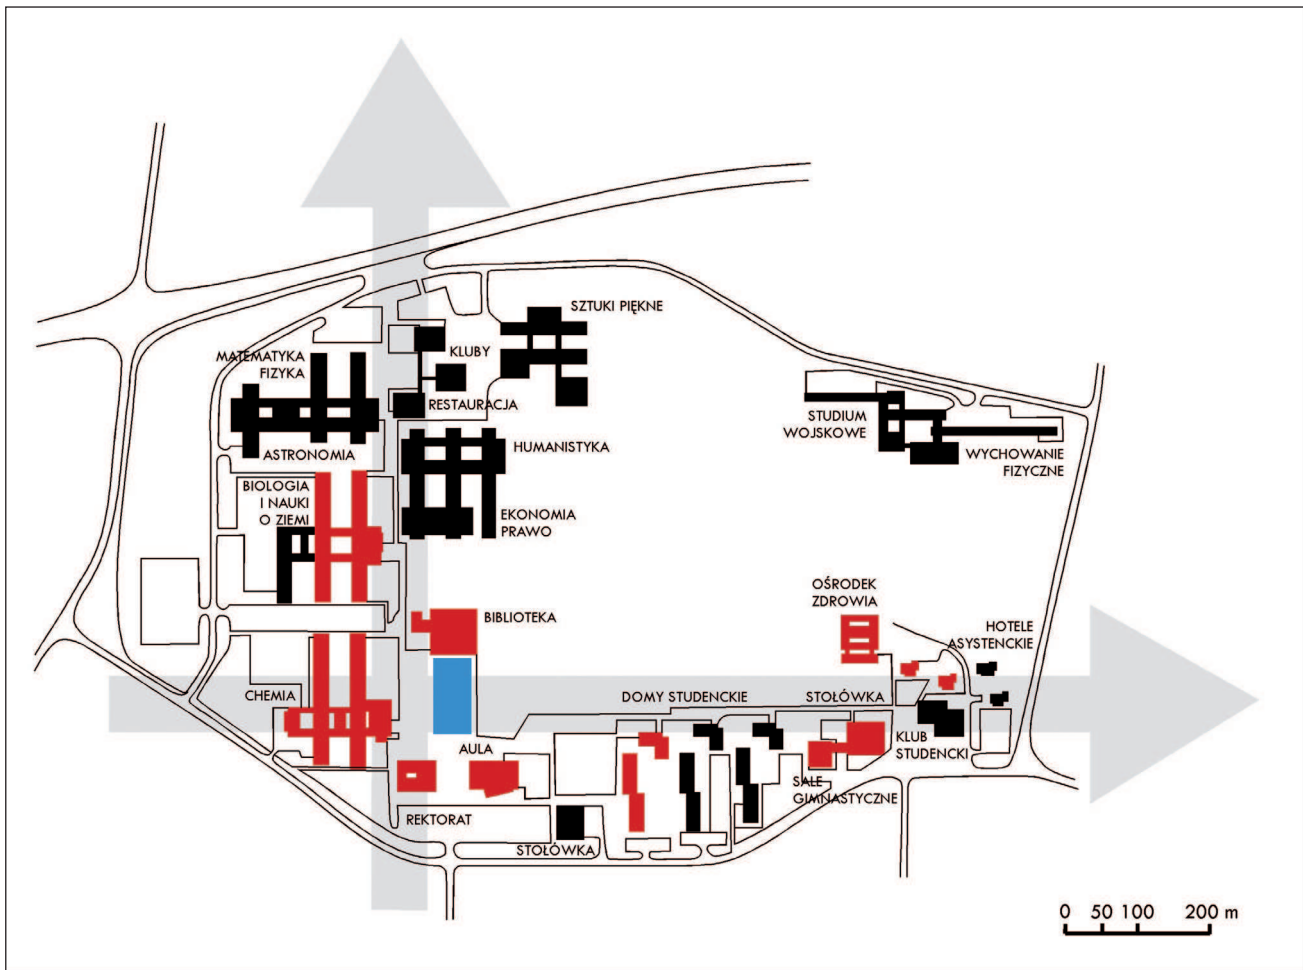 SZTUKI PIĘKNE
MATEMATYKA
FIZYKA
KLUBY
RESTAURACJA
ASTRONOMIA
HUMANISTYKA
STUDIUM
WOJSKOWE
WYCHOWANIE
FIZYCZNE
BIOLOGIA
I NAUKI
O ZIEMI
EKONOMIA
PRAWO
BIBLIOTEKA
OŚRODEK
ZDROWIA
HOTELE
ASYSTENCKIE
CHEMIA
DOMY STUDENCKIE
STOŁÓWKA
KLUB
STUDENCKI
AULA
SALE
GIMNASTYCZNE
REKTORAT
STOŁÓWKA
0 50 100 200 m